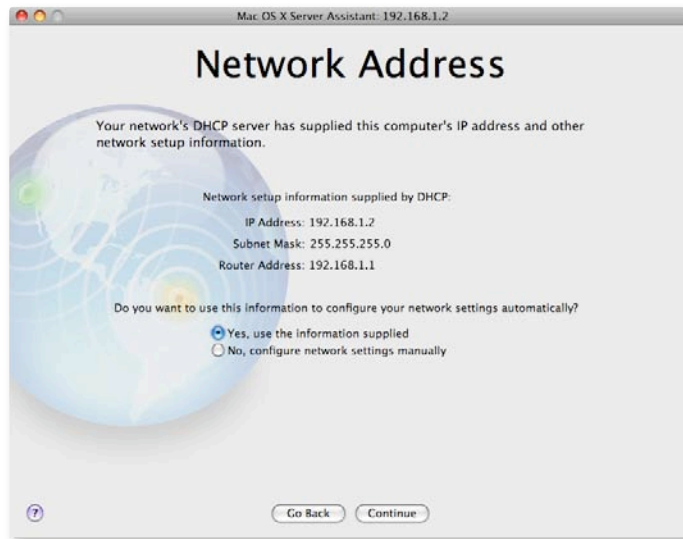 Mac OS X Server Assistant: 192.168.1.2
Network Address
Your network's DHCP server has supplied this computer's IP address and other
network setup information.
Network setup information supplied by DHCP:
IP Address: 192.168.1.2
Subnet Mask: 255.255.255.0
Router Address: 192.168.1.1
Do you want to use this information to configure your network settings automatically?
Yes, use the information supplied
No, configure network settings manually
?
Go Back
Continue